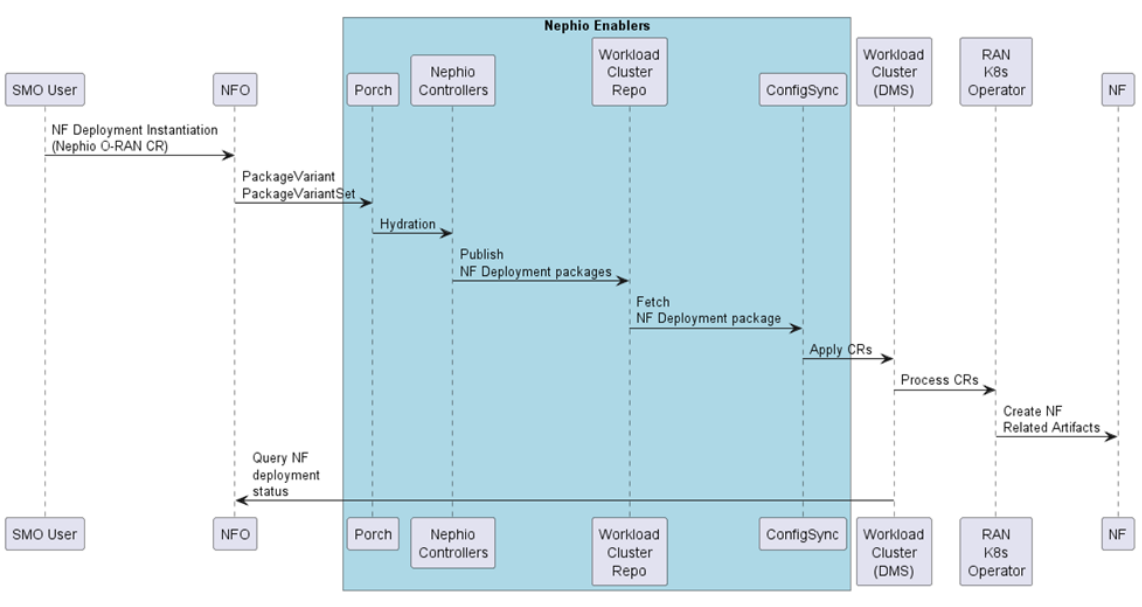 Nephio Enablers
SMO User
NFO
Porch
Nephio
Controllers
Workload
Cluster
Repo
ConfigSync
Workload
Cluster
(DMS)
RAN
K8s
Operator
NF
NF Deployment Instantiation
(Nephio O-RAN CR)
PackageVariant
PackageVariantSet
Hydration
Publish
NF Deployment packages
Fetch
NF Deployment package
Apply CRs
Process CRs
Create NF
Related Artifacts
Query NF
deployment
status
SMO User
NFO
Porch
Nephio
Controllers
Workload
Cluster
Repo
ConfigSync
Workload
Cluster
(DMS)
RAN
K8s
Operator
NF